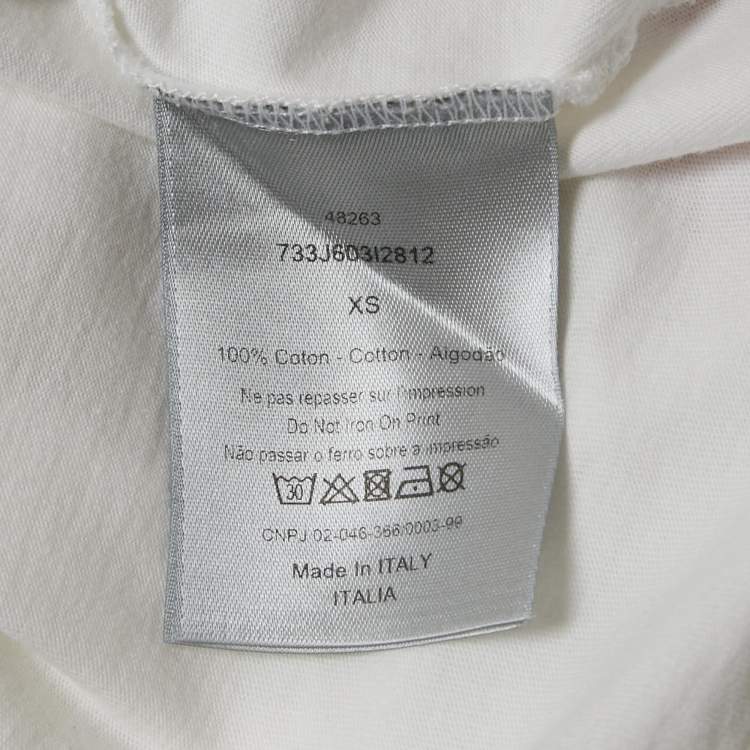 48263
733J603I2812
XS
100% Coton - Cotton - Algodão
Ne pas repasser sur l'impression
Do Not Iron On Print
Não passar o ferro sobre a impressão
30
CNPJ 02-046-366/0003-99
Made In ITALY
ITALIA